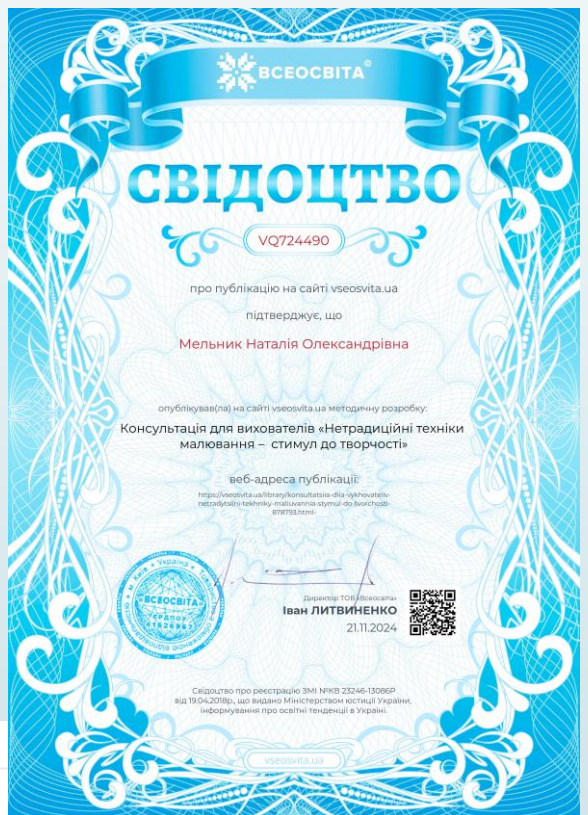 ВСЕОСВІТА®
СВІДОЦТВО
VQ724490
про публікацію на сайті vseosvita.ua
підтверджує, що
Мельник Наталія Олександрівна
опублікував(ла) на сайті vseosvita.ua методичну розробку:
Консультація для вихователів «Нетрадиційні техніки
малювання – стимул до творчості»
веб-адреса публікації:
https://vseosvita.ua/library/konsultatsiia-dlia-vykhovateliv-
netradytsiini-tekhniky-maliuvannia-stymul-do-tvorchosti-
878793.html-
Директор ТОВ «Всеосвіта»
Іван ЛИТВИНЕНКО
21.11.2024
Україна
м. Київ
«ВСЕОСВІТА»
ЄРДПОУ
Свідоцтво про реєстрацію ЗМІ №КВ 23246-13086Р
від 19.04.2018р., що видано Міністерством юстиції України,
інформування про освітні тенденції в Україні.
vseosvita.ua